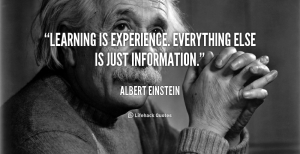 “LEARNING IS EXPERIENCE. EVERYTHING ELSE
IS JUST INFORMATION.”
ALBERT EINSTEIN
Lifehack Quotes